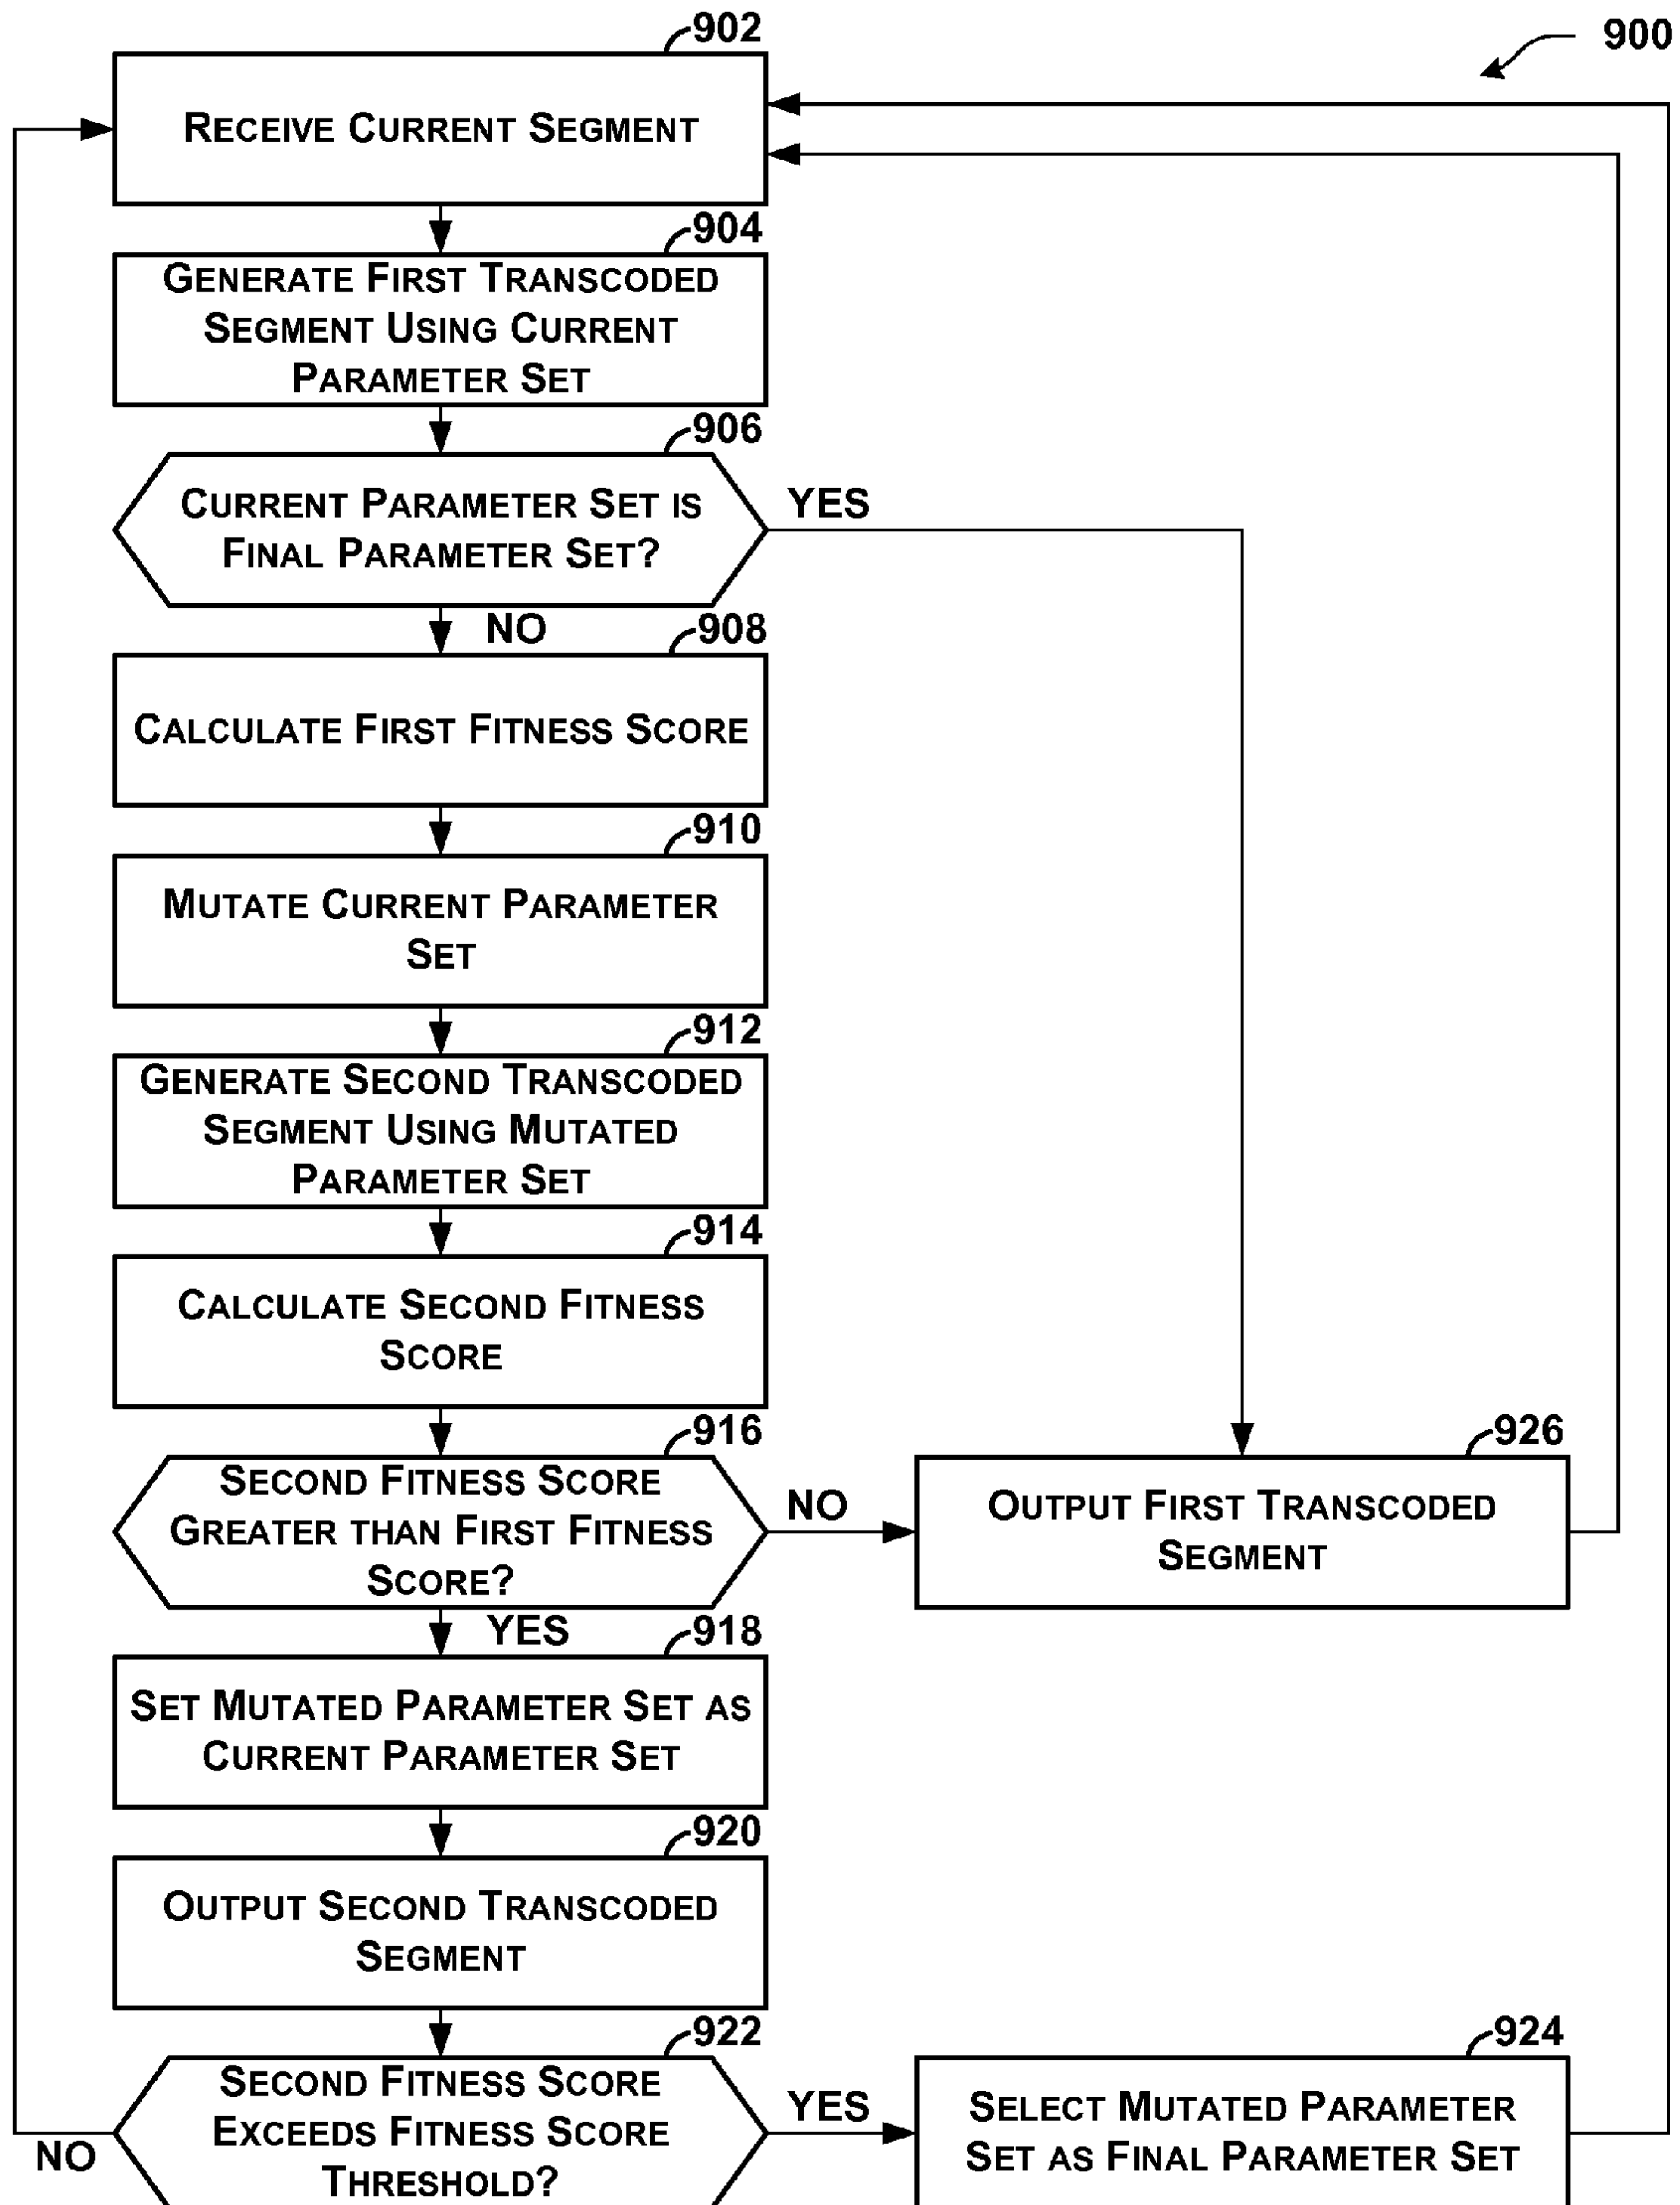 902
900
RECEIVE CURRENT SEGMENT
904
GENERATE FIRST TRANSCODED
SEGMENT USING CURRENT
PARAMETER SET
906
CURRENT PARAMETER SET IS
FINAL PARAMETER SET?
YES
NO
908
CALCULATE FIRST FITNESS SCORE
910
MUTATE CURRENT PARAMETER
SET
912
GENERATE SECOND TRANSCODED
SEGMENT USING MUTATED
PARAMETER SET
914
CALCULATE SECOND FITNESS
SCORE
916
SECOND FITNESS SCORE
GREATER THAN FIRST FITNESS
SCORE?
NO
926
OUTPUT FIRST TRANSCODED
SEGMENT
YES
918
SET MUTATED PARAMETER SET AS
CURRENT PARAMETER SET
920
OUTPUT SECOND TRANSCODED
SEGMENT
922
SECOND FITNESS SCORE
EXCEEDS FITNESS SCORE
THRESHOLD?
NO
YES
924
SELECT MUTATED PARAMETER
SET AS FINAL PARAMETER SET